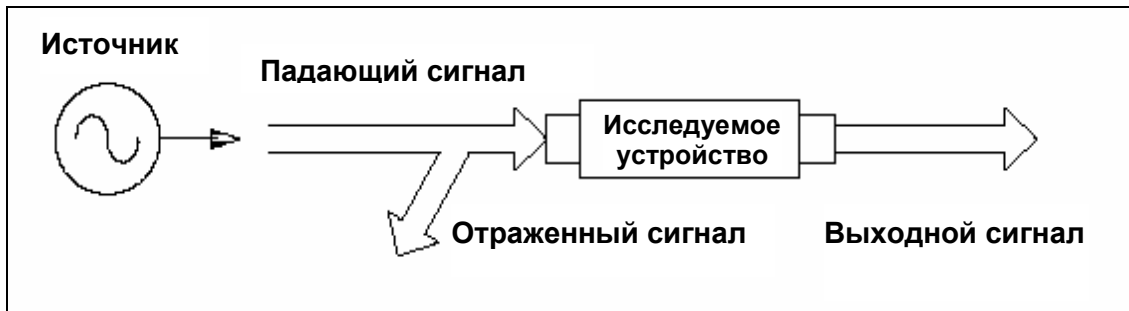 Источник
Падающий сигнал
Исследуемое
устройство
Отраженный сигнал
Выходной сигнал